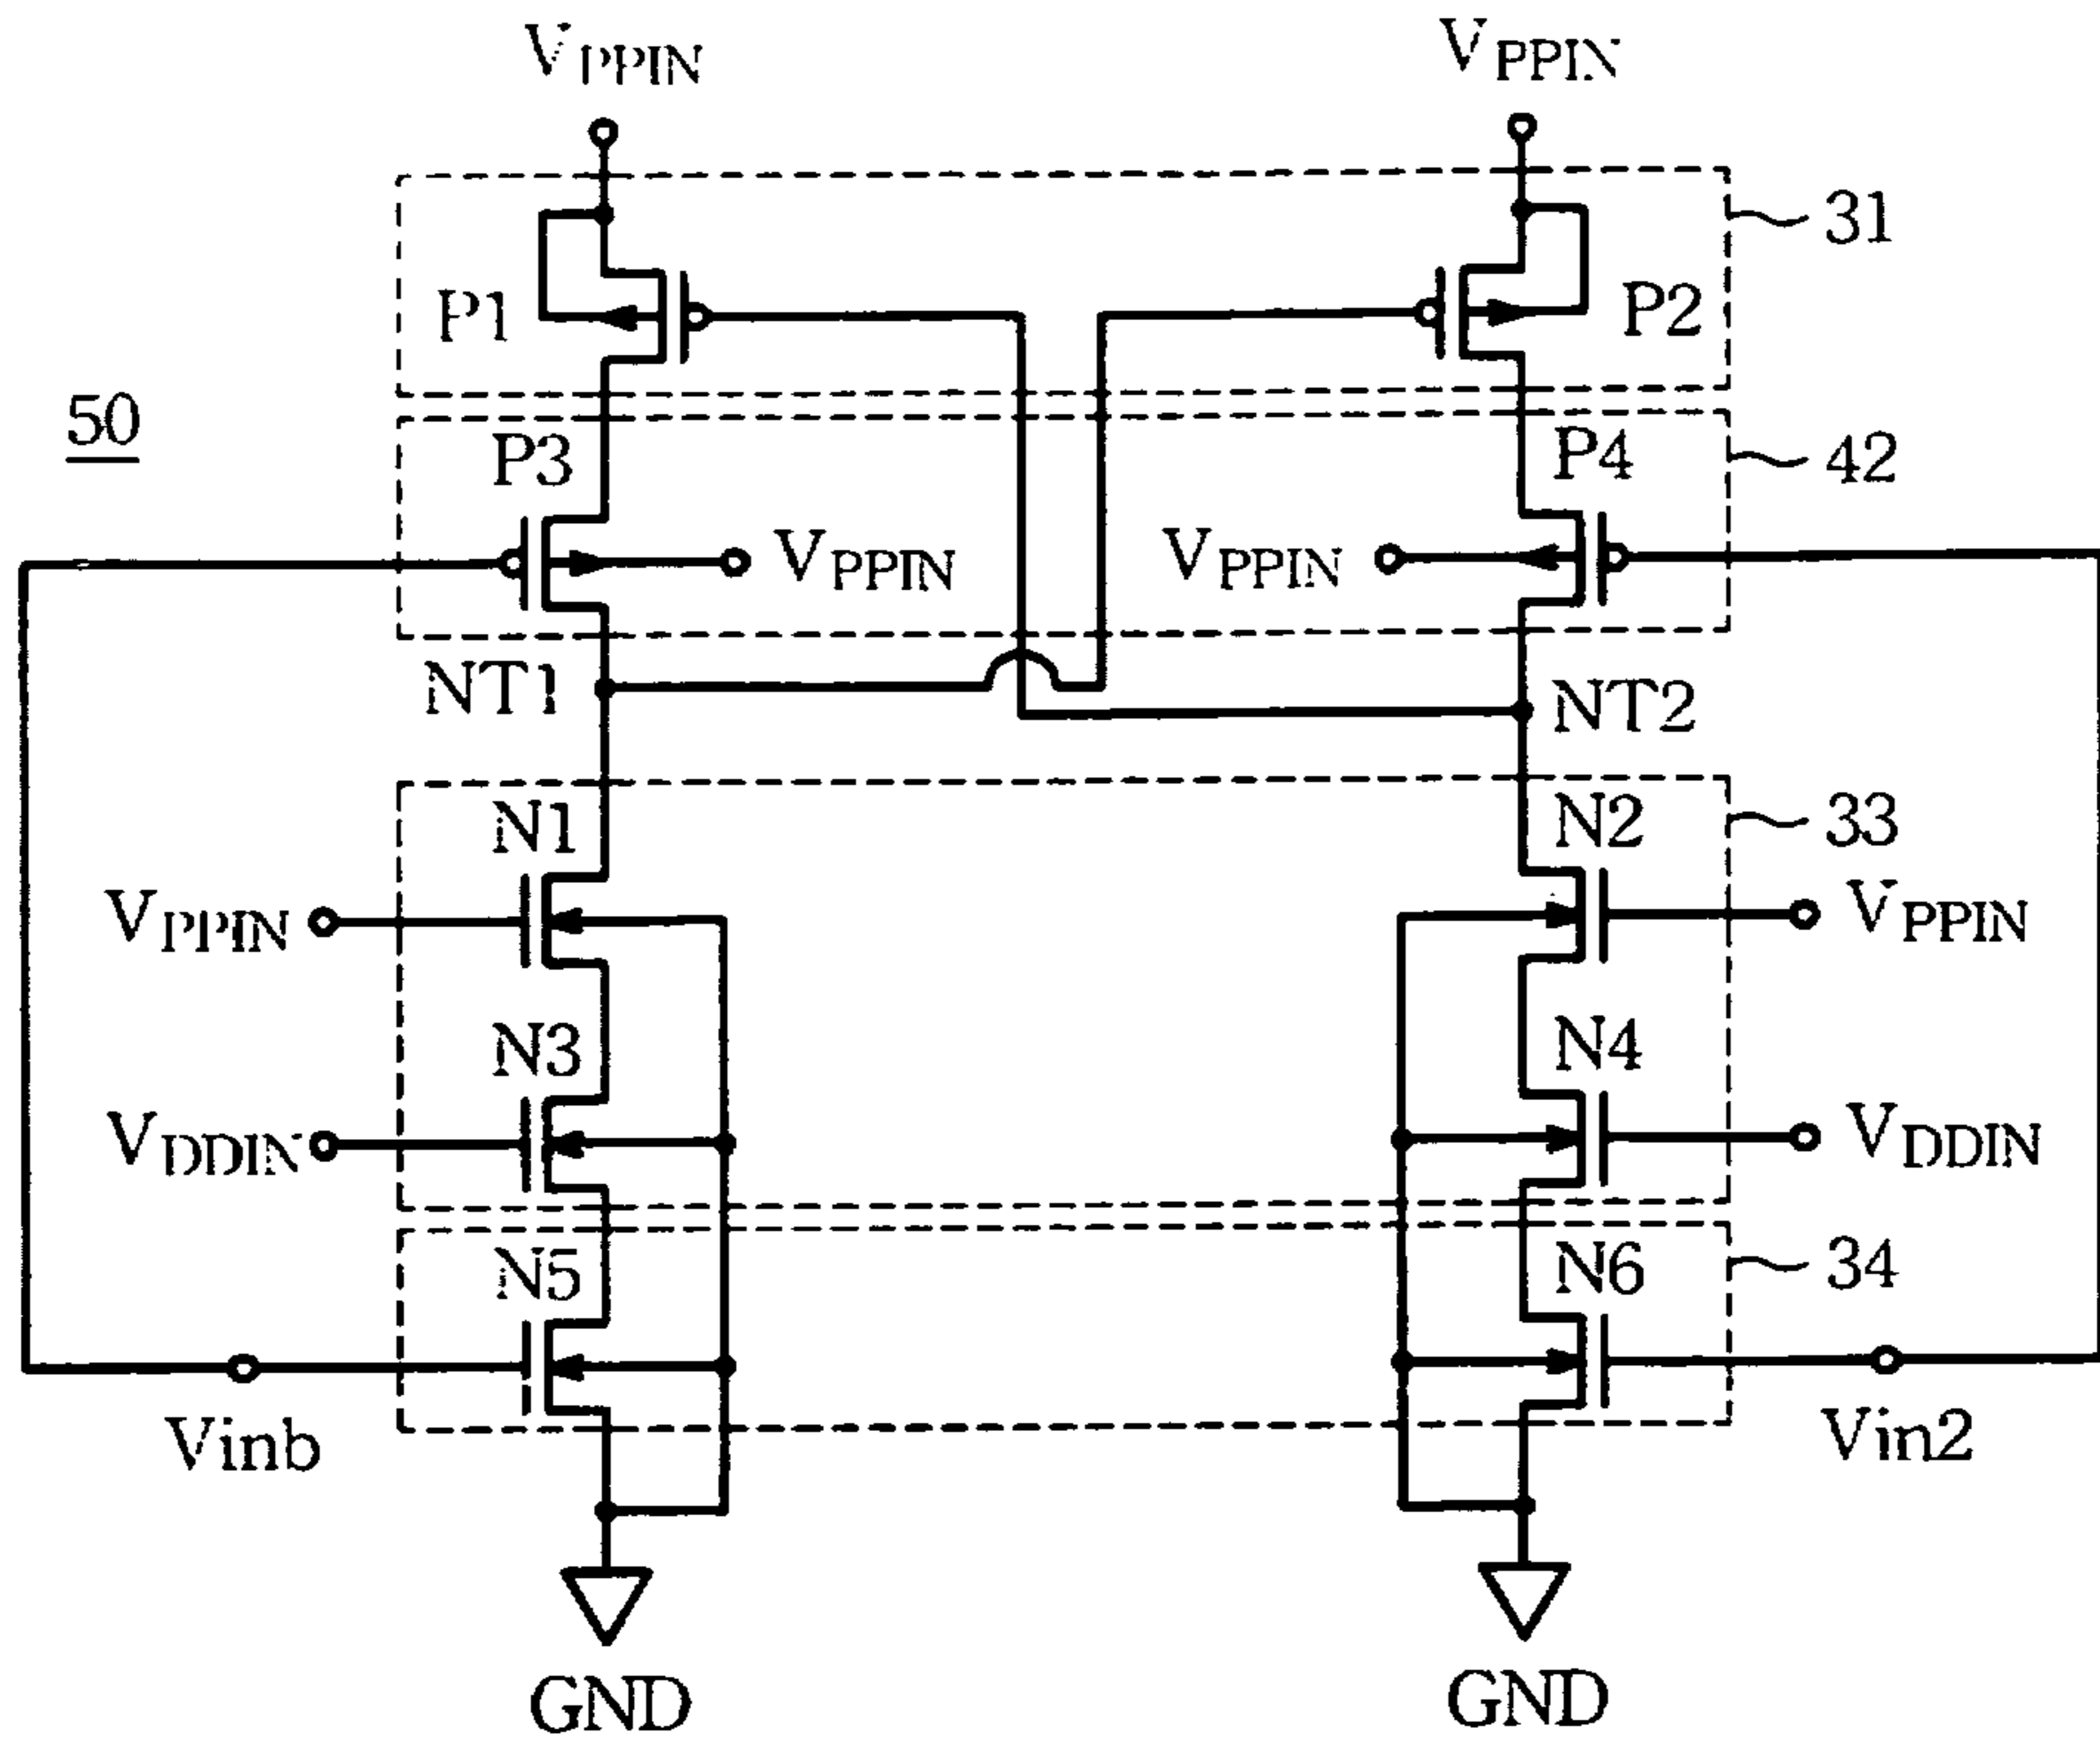 VPPIN VPPIN
31
P1 P2
50
P3 P4 42
VPPIN VPPIN
NT1 NT2
N1 N2 33
VPPIN VPPIN
N3 N4
VDDIN VDDIN
N5 N6 34
Vinb Vin2
GND GND